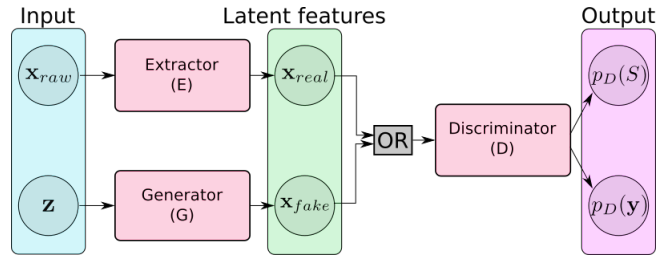 Input
Latent features
Output
x_raw
Extractor
(E)
x_real
p_D(S)
OR
Discriminator
(D)
z
Generator
(G)
x_fake
p_D(y)